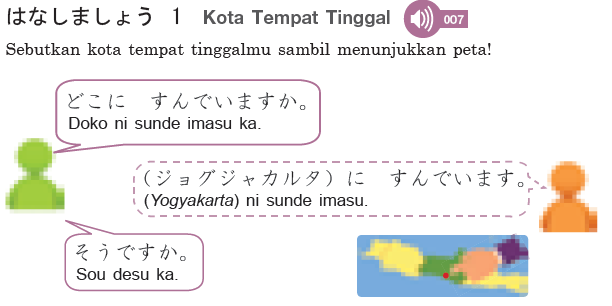 はなしましょう 1 Kota Tempat Tinggal 007
Sebutkan kota tempat tinggalmu sambil menunjukkan peta!
どこに すんでいますか。
Doko ni sunde imasu ka.
（ジョグジャカルタ）に すんでいます。
(Yogyakarta) ni sunde imasu.
そうですか。
Sou desu ka.